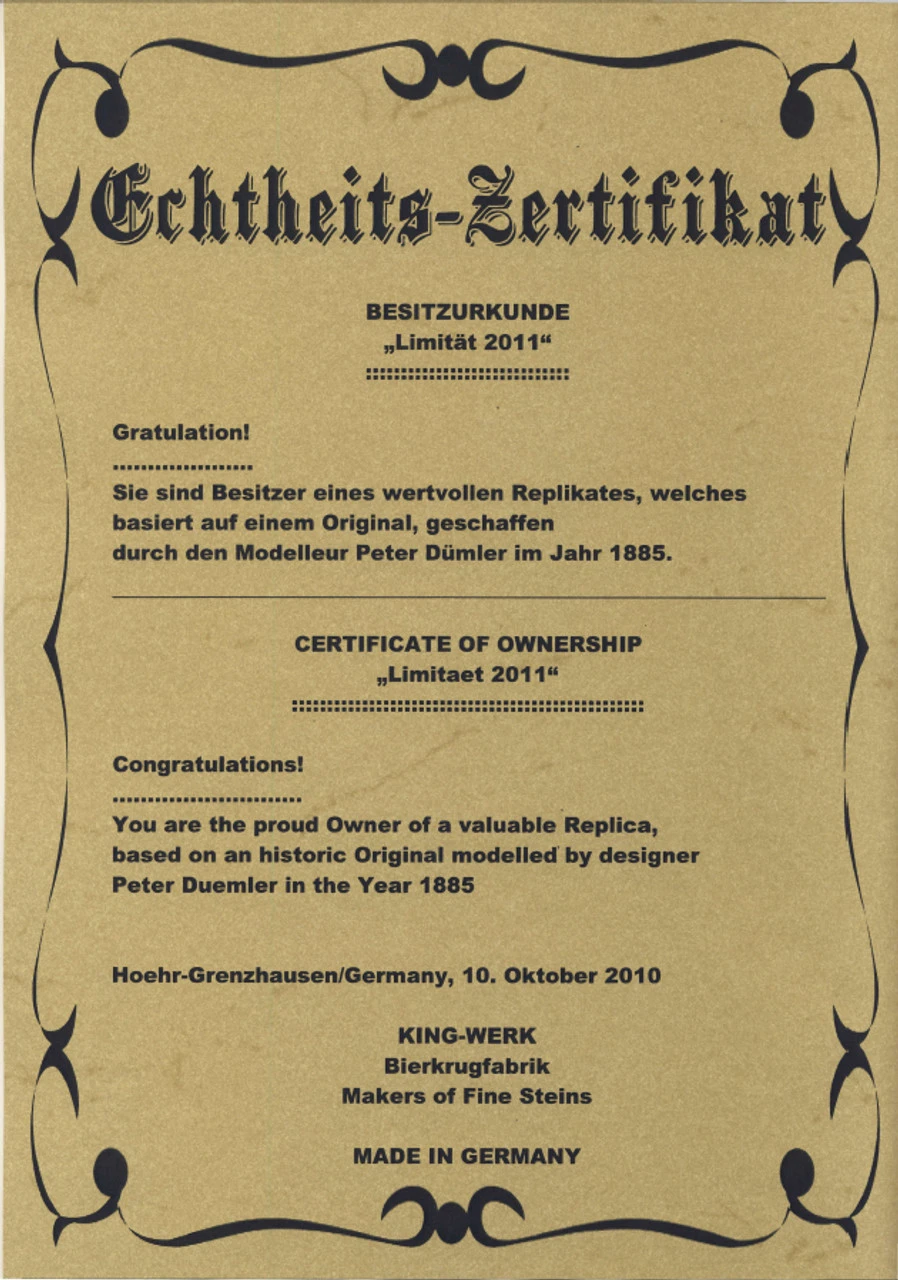 Echtheits-Zertifikat
BESITZURKUNDE
„Limität 2011“
Gratulation!
Sie sind Besitzer eines wertvollen Replikates, welches
basiert auf einem Original, geschaffen
durch den Modelleur Peter Dümler im Jahr 1885.
CERTIFICATE OF OWNERSHIP
„Limitaet 2011“
Congratulations!
You are the proud Owner of a valuable Replica,
based on an historic Original modelled by designer
Peter Duemler in the Year 1885
Hoehr-Grenzhausen/Germany, 10. Oktober 2010
KING-WERK
Bierkrugfabrik
Makers of Fine Steins
MADE IN GERMANY